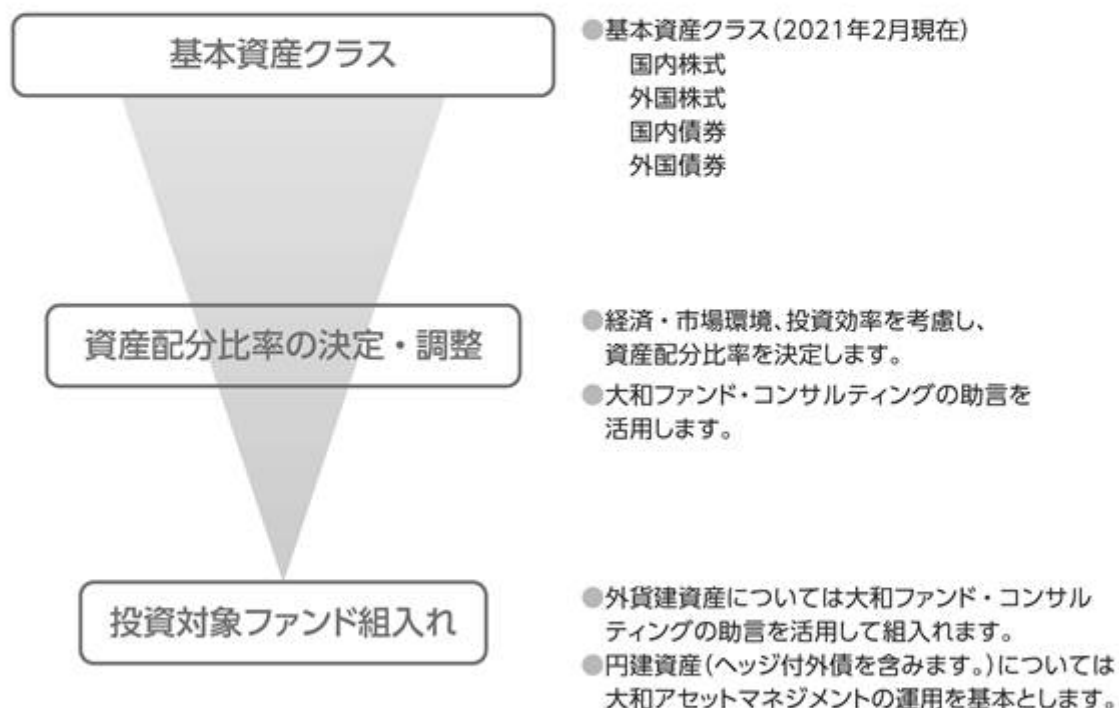 基本資産クラス
●基本資産クラス(2021年2月現在)
国内株式
外国株式
国内債券
外国債券
資産配分比率の決定・調整
●経済・市場環境、投資効率を考慮し、
資産配分比率を決定します。
●大和ファンド・コンサルティングの助言を
活用します。
投資対象ファンド組入れ
●外貨建資産については大和ファンド・コンサル
ティングの助言を活用して組入れます。
●円建資産(ヘッジ付外債を含みます。)については
大和アセットマネジメントの運用を基本とします。